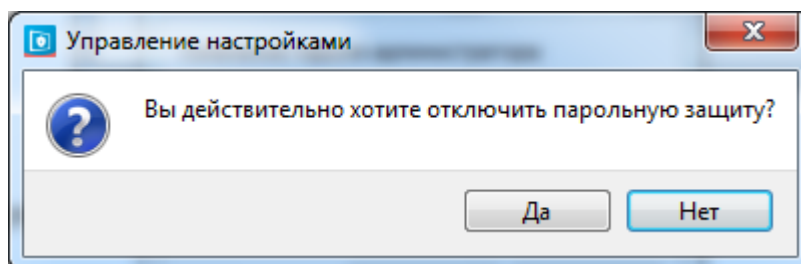 Управление настройками
Вы действительно хотите отключить парольную защиту?
Да
Нет